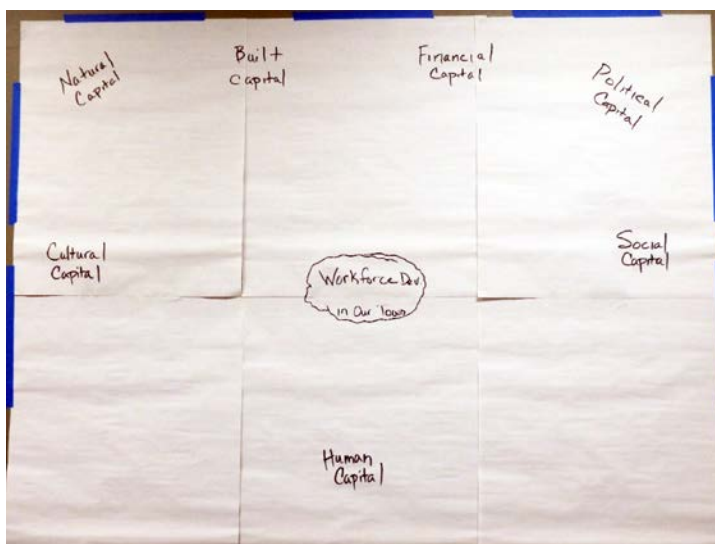 Natural
Capital
Built
Capital
Financial
Capital
Political
Capital
Cultural
Capital
Workforce Dev
in Our Town
Social
Capital
Human
Capital